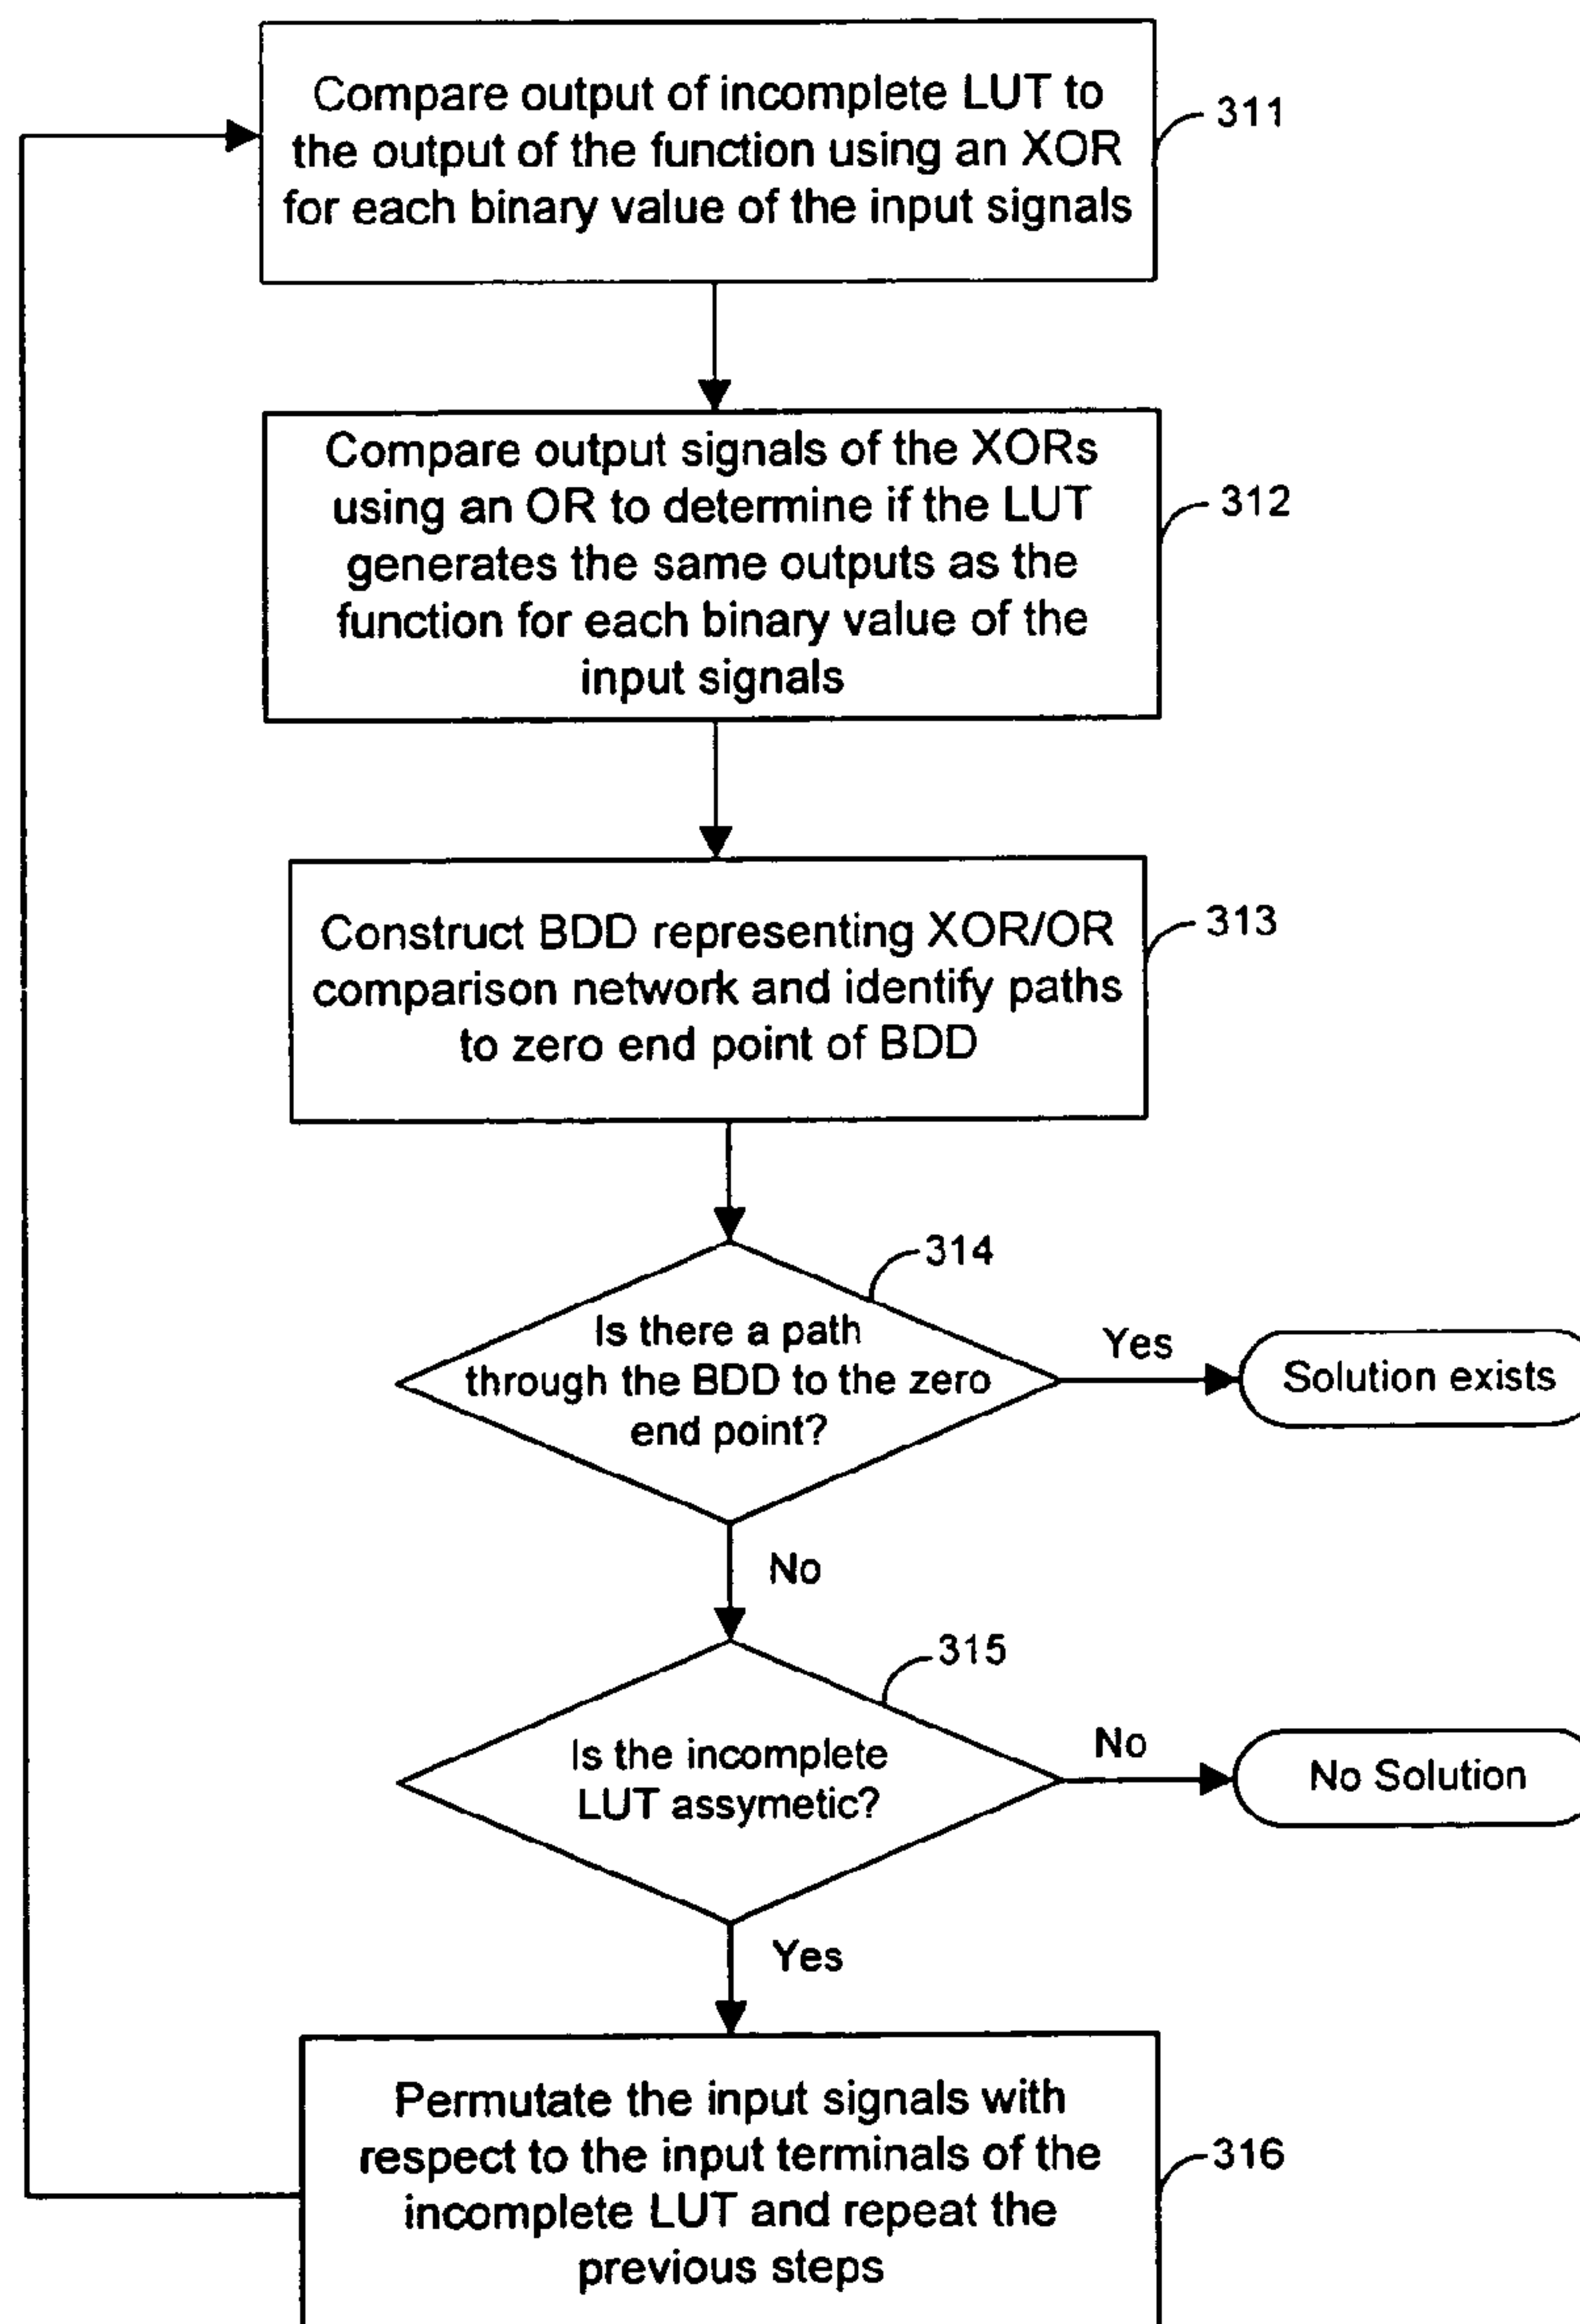 Compare output of incomplete LUT to
the output of the function using an XOR
for each binary value of the input signals
311
Compare output signals of the XORs
using an OR to determine if the LUT
generates the same outputs as the
function for each binary value of the
input signals
312
Construct BDD representing XOR/OR
comparison network and identify paths
to zero end point of BDD
313
314
Is there a path
through the BDD to the zero
end point?
Yes
Solution exists
No
315
Is the incomplete
LUT assymetic?
No
No Solution
Yes
Permutate the input signals with
respect to the input terminals of the
incomplete LUT and repeat the
previous steps
316